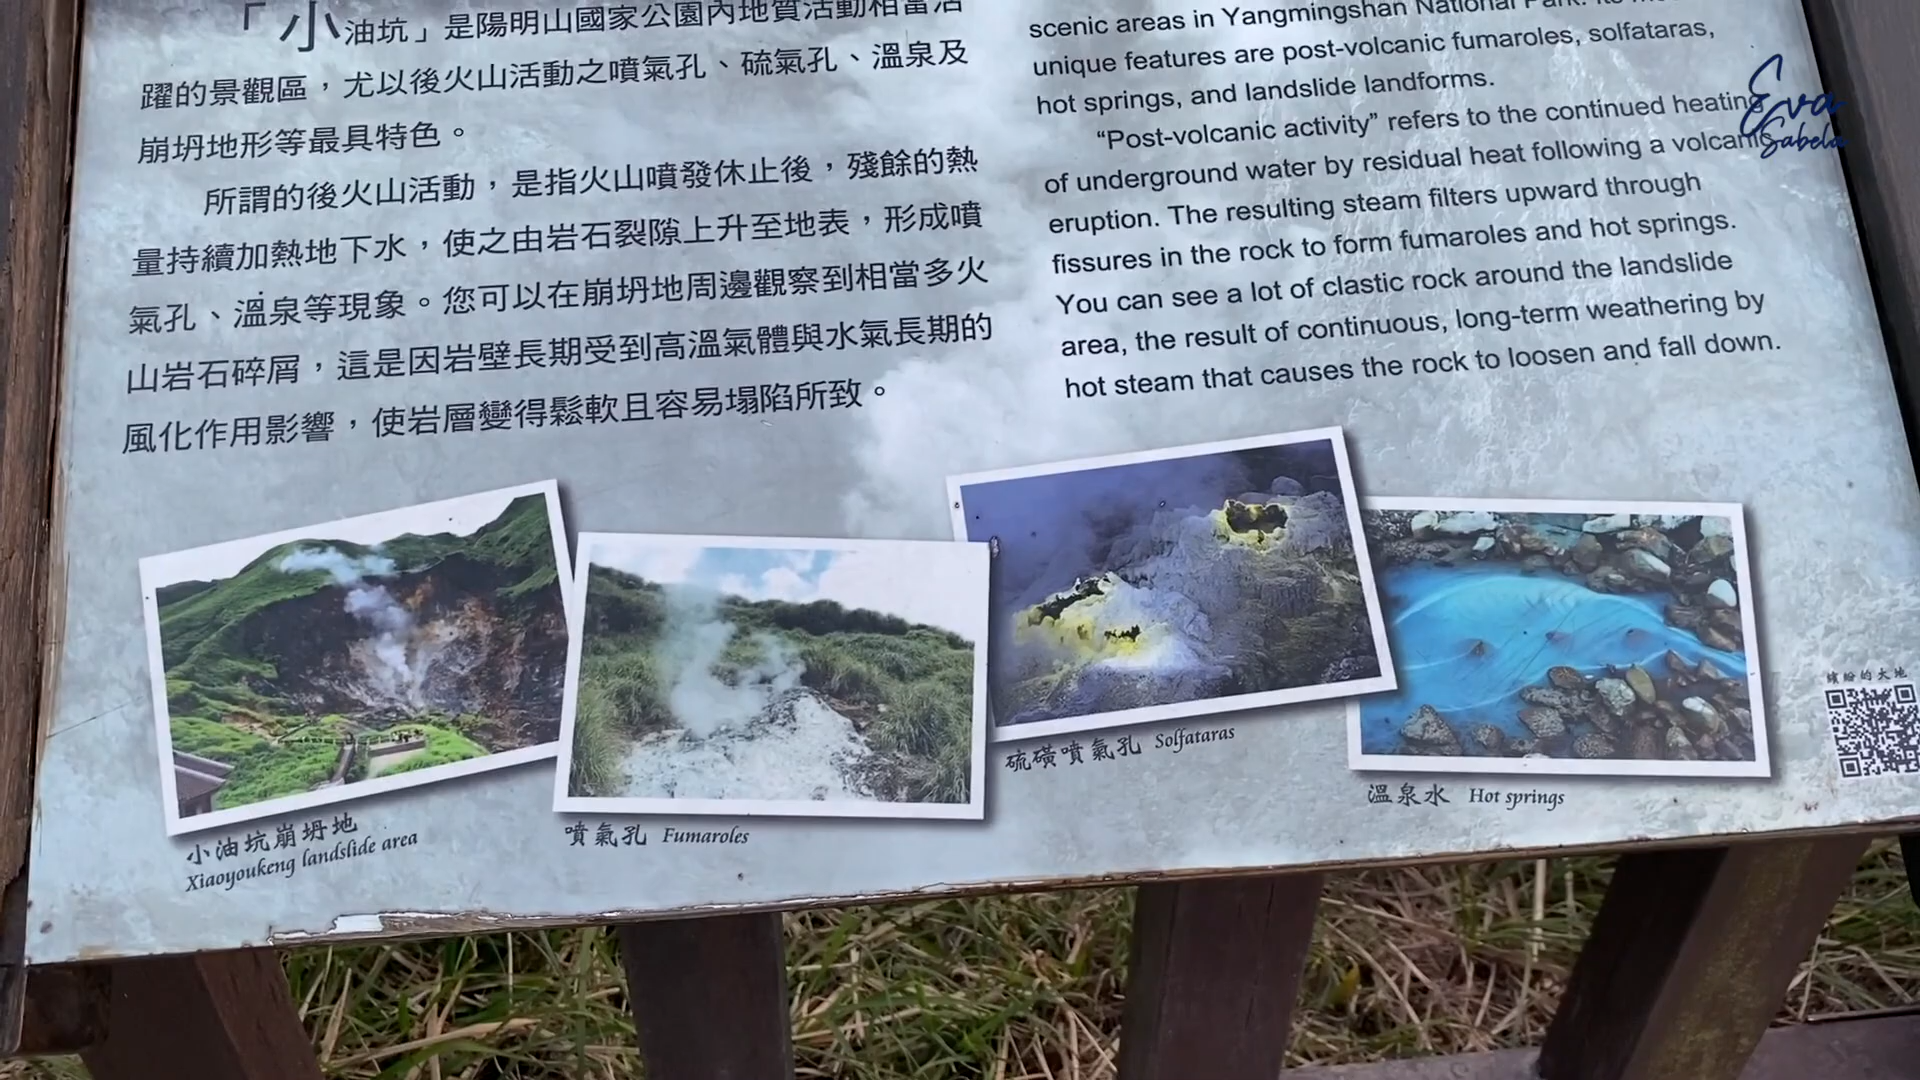 「小油坑」是陽明山國家公園內地質活動相當活
躍的景觀區，尤以後火山活動之噴氣孔、硫氣孔、溫泉及
崩坍地形等最具特色。
所謂的後火山活動，是指火山噴發休止後，殘餘的熱
量持續加熱地下水，使之由岩石裂隙上升至地表，形成噴
氣孔、溫泉等現象。您可以在崩坍地周邊觀察到相當多火
山岩石碎屑，這是因岩壁長期受到高溫氣體與水氣長期的
風化作用影響，使岩層變得鬆軟且容易塌陷所致。
scenic areas in Yangmingshan National Park. Its
unique features are post-volcanic fumaroles, solfataras,
hot springs, and landslide landforms.
“Post-volcanic activity” refers to the continued heating
of underground water by residual heat following a volcanic
eruption. The resulting steam filters upward through
fissures in the rock to form fumaroles and hot springs.
You can see a lot of clastic rock around the landslide
area, the result of continuous, long-term weathering by
hot steam that causes the rock to loosen and fall down.
Eva
Sabela
小油坑崩坍地
Xiaoyoukeng landslide area
噴氣孔 Fumaroles
硫磺噴氣孔 Solfataras
溫泉水 Hot springs
繽紛的大地